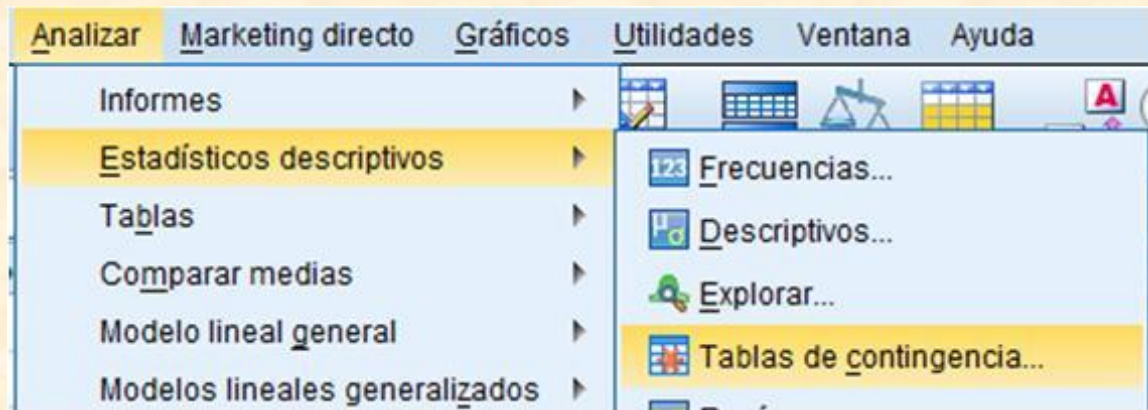 Analizar Marketing directo Gráficos Utilidades Ventana Ayuda
Informes
Estadísticos descriptivos
Tablas
Comparar medias
Modelo lineal general
Modelos lineales generalizados
123 Frecuencias...
Descriptivos...
Explorar...
Tablas de contingencia...
A